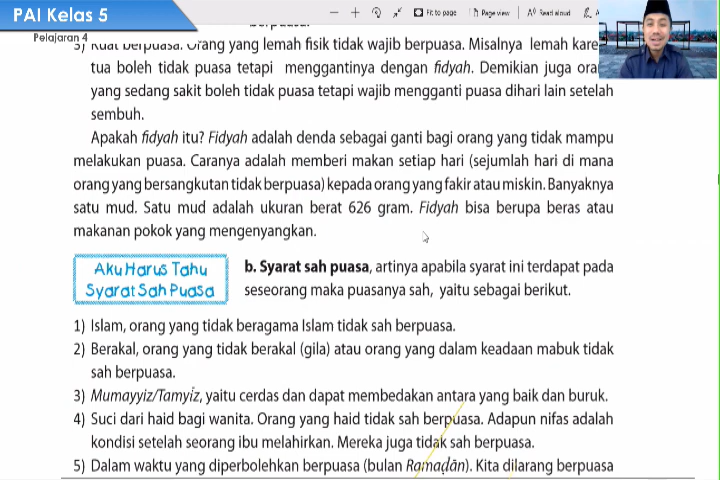 PAI Kelas 5
Pelajaran 4
Fit to page
Page view
Read aloud
5) Kuat berpuasa. Orang yang lemah fisik tidak wajib berpuasa. Misalnya lemah kare
tua boleh tidak puasa tetapi menggantinya dengan fidyah. Demikian juga ora
yang sedang sakit boleh tidak puasa tetapi wajib mengganti puasa dihari lain setelah
sembuh.
Apakah fidyah itu? Fidyah adalah denda sebagai ganti bagi orang yang tidak mampu
melakukan puasa. Caranya adalah memberi makan setiap hari (sejumlah hari di mana
orang yang bersangkutan tidak berpuasa) kepada orang yang fakir atau miskin. Banyaknya
satu mud. Satu mud adalah ukuran berat 626 gram. Fidyah bisa berupa beras atau
makanan pokok yang mengenyangkan.
Aku Harus Tahu
Syarat Sah Puasa
b. Syarat sah puasa, artinya apabila syarat ini terdapat pada
seseorang maka puasanya sah, yaitu sebagai berikut.
1) Islam, orang yang tidak beragama Islam tidak sah berpuasa.
2) Berakal, orang yang tidak berakal (gila) atau orang yang dalam keadaan mabuk tidak
sah berpuasa.
3) Mumayyiz/Tamyiz, yaitu cerdas dan dapat membedakan antara yang baik dan buruk.
4) Suci dari haid bagi wanita. Orang yang haid tidak sah berpuasa. Adapun nifas adalah
kondisi setelah seorang ibu melahirkan. Mereka juga tidak sah berpuasa.
5) Dalam waktu yang diperbolehkan berpuasa (bulan Ramaḍān). Kita dilarang berpuasa